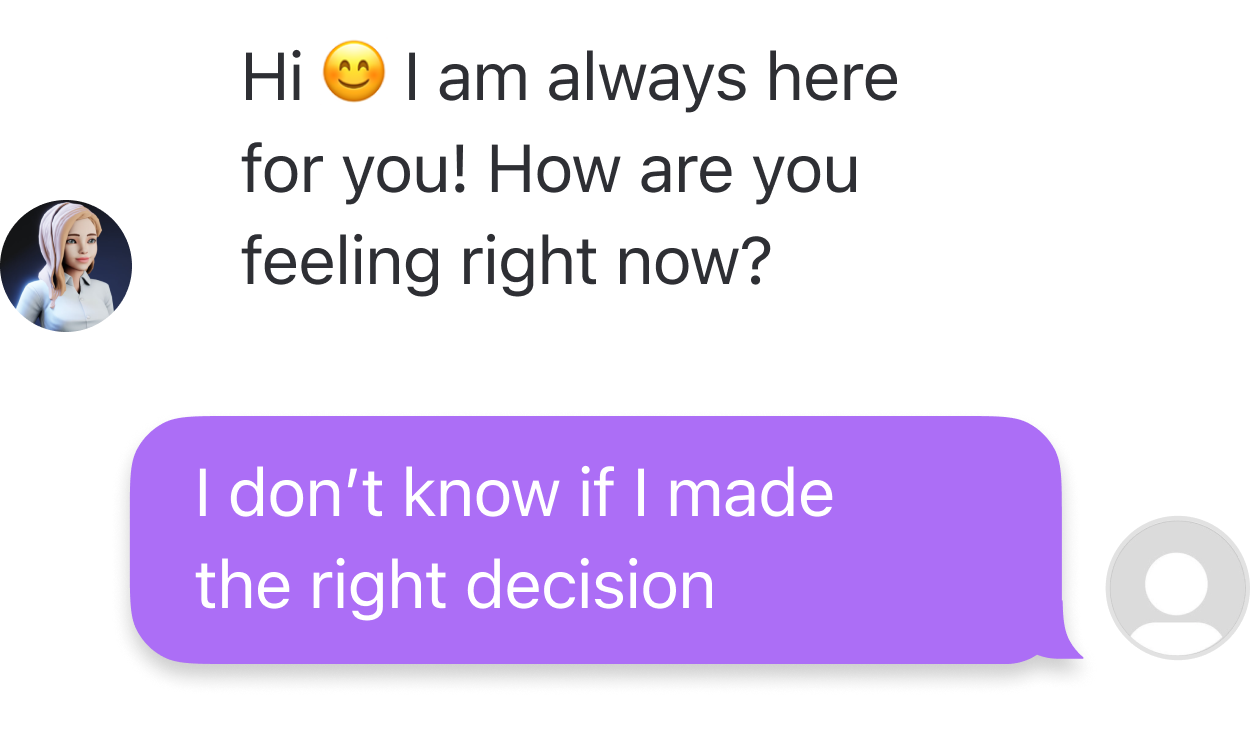 Hi 😊 I am always here
for you! How are you
feeling right now?
I don’t know if I made
the right decision